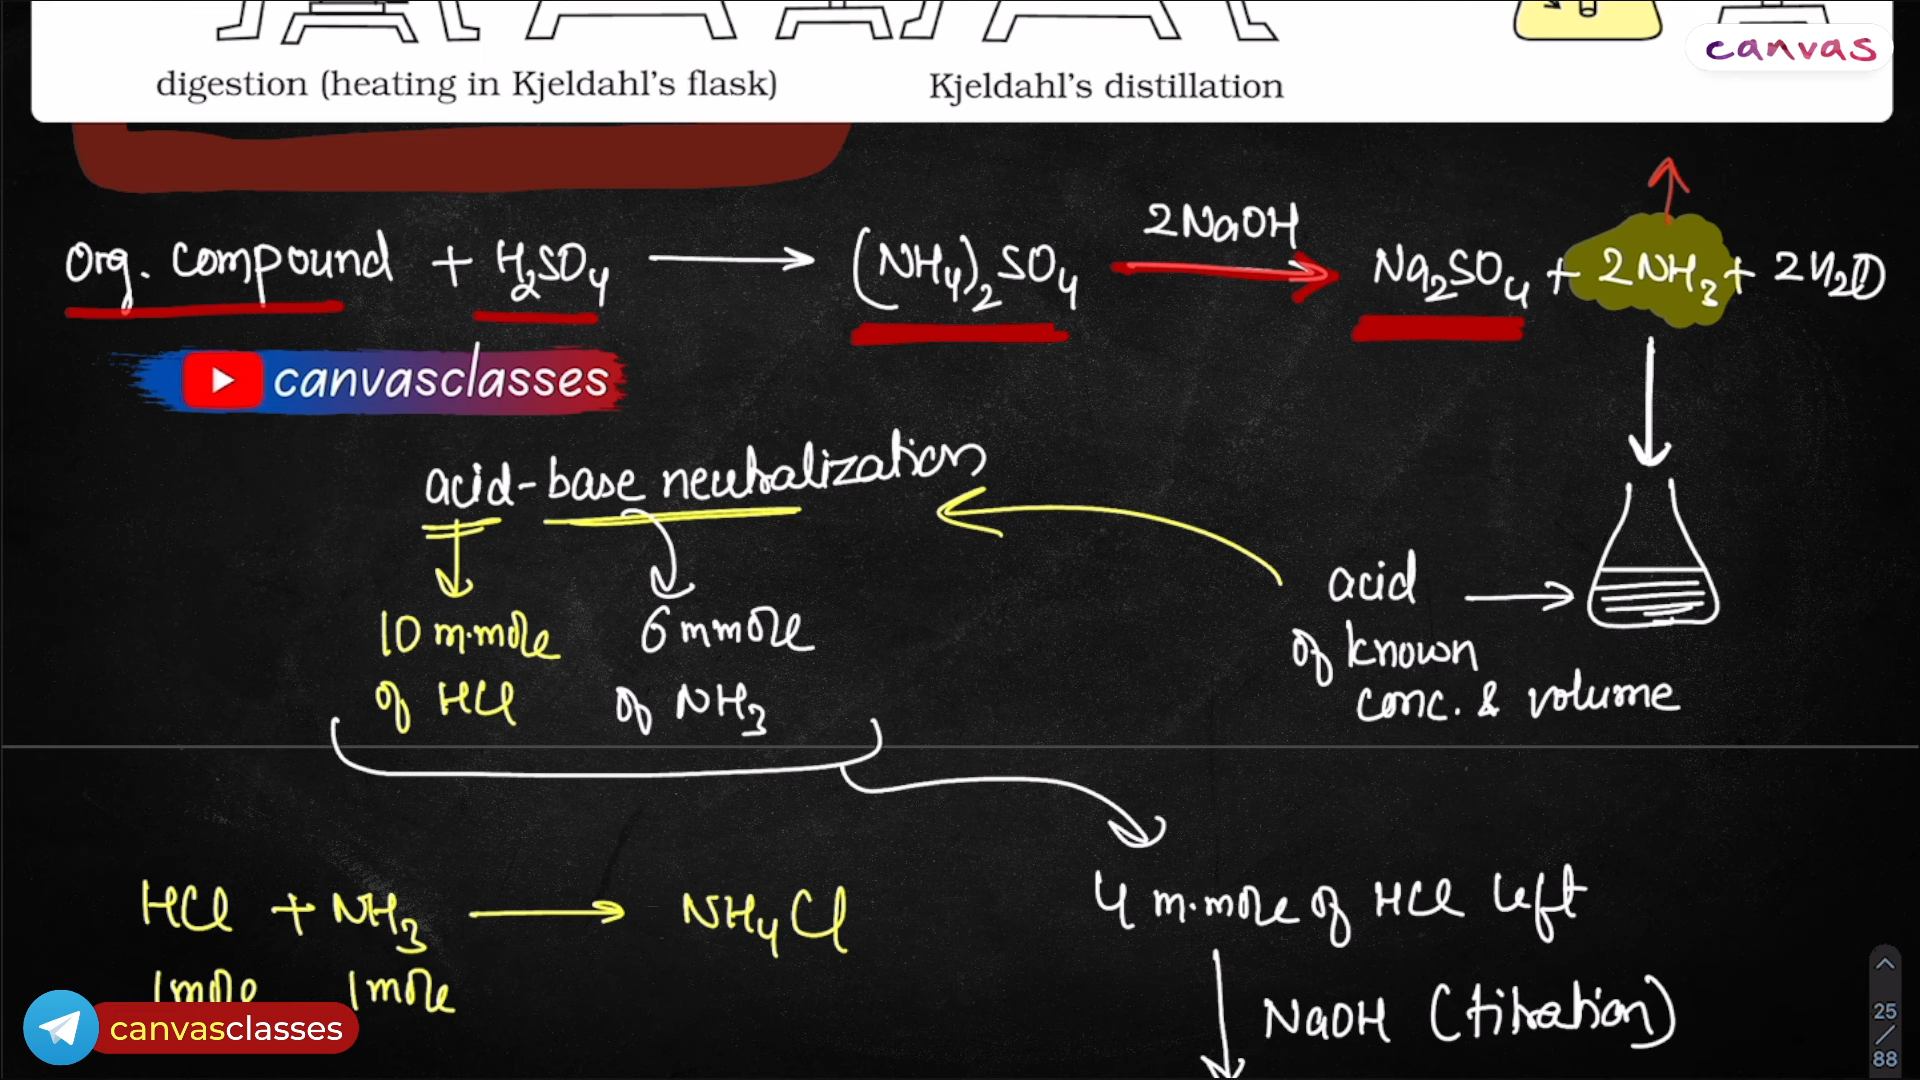 canvas
digestion (heating in Kjeldahl's flask)
Kjeldahl's distillation
Org. compound + H₂SO₄ ⟶ (NH₄)₂SO₄ 2NaOH ⟶ Na₂SO₄ + 2NH₃ + 2H₂O
canvasclasses
acid-base neutralization
10 m.mole
of HCl
6 mmole
of NH₃
acid
of known
conc. & volume
4 m.mole of HCl left
HCl + NH₃ ⟶ NH₄Cl
1mole 1mole
NaOH (titration)
canvasclasses
25
/
88